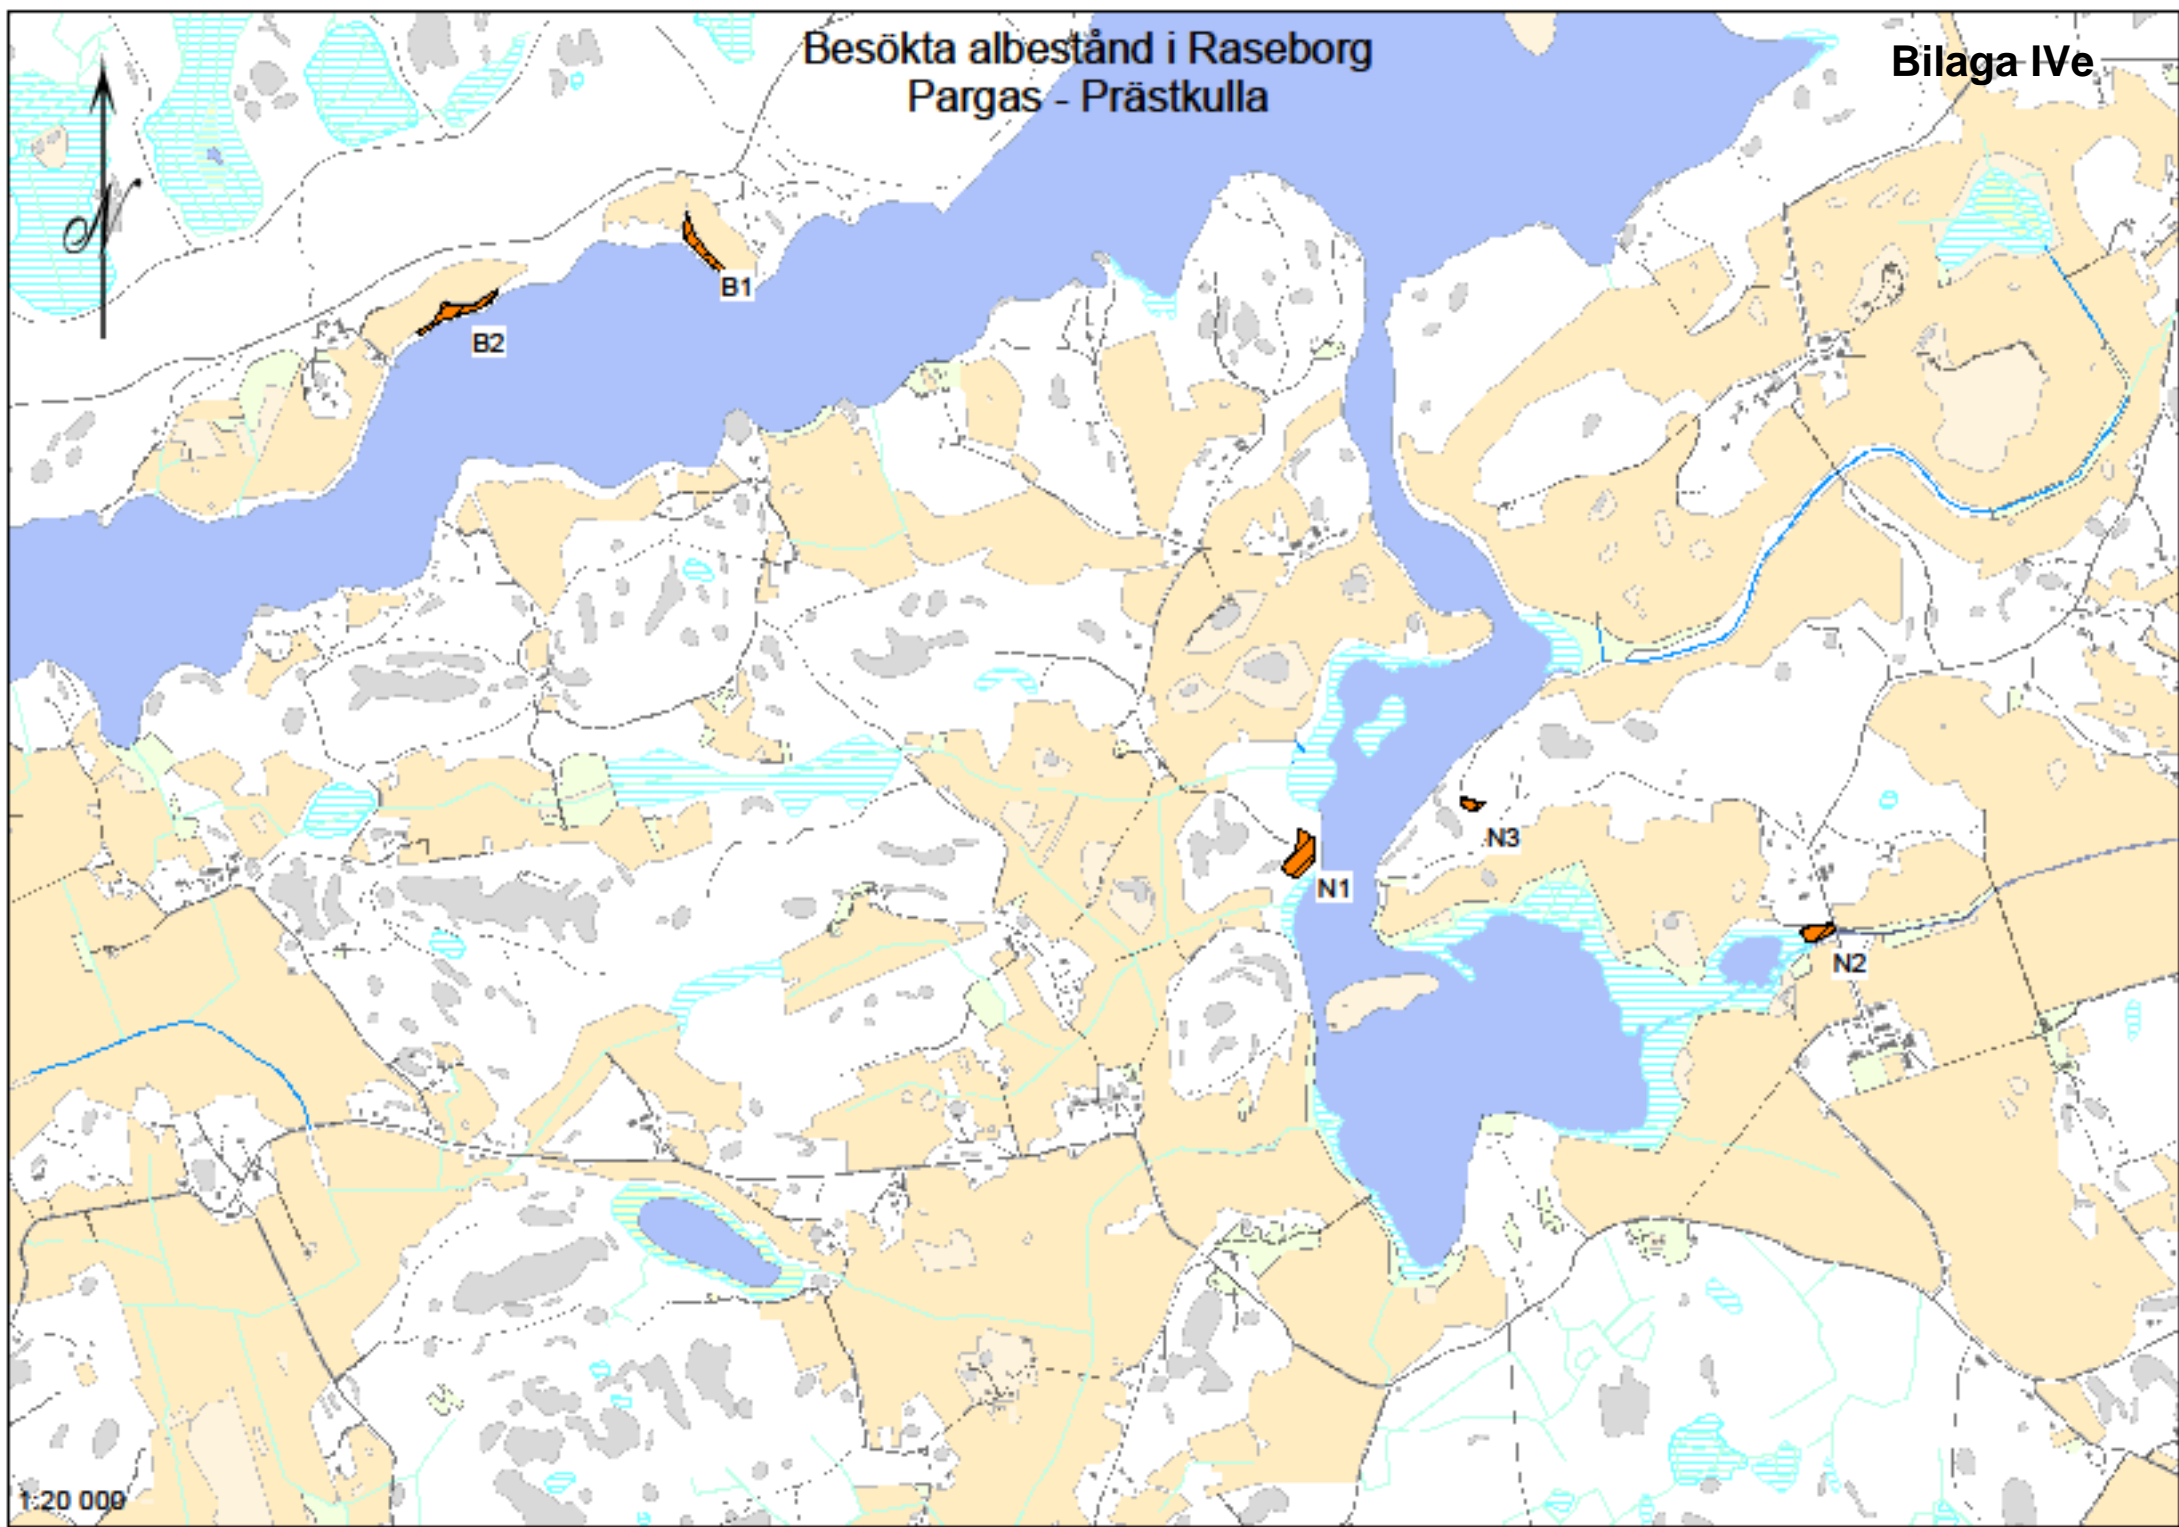 Besökta albestånd i Raseborg
Pargas - Prästkulla
Bilaga IVe
N
B1
B2
N3
N1
N2
1:20 000